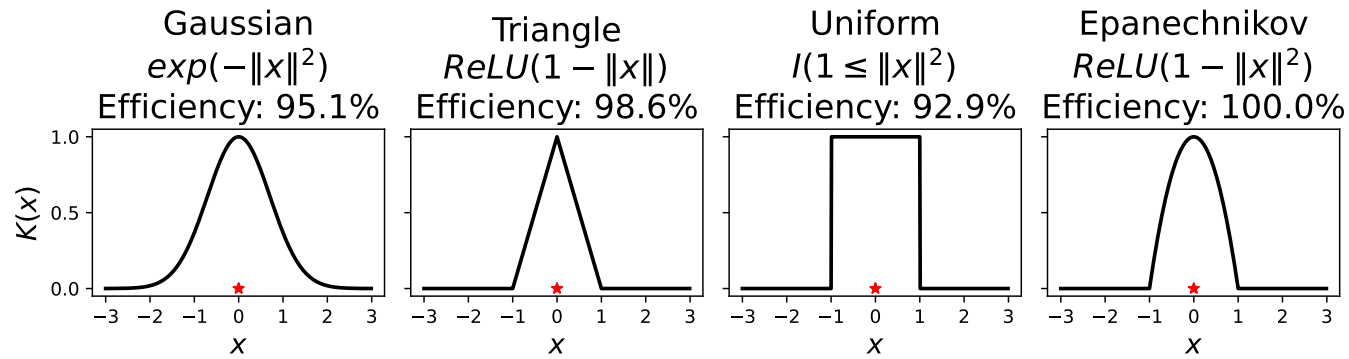 Gaussian
exp(−‖x‖²)
Efficiency: 95.1%
Triangle
ReLU(1 − ‖x‖)
Efficiency: 98.6%
Uniform
I(1 ≤ ‖x‖²)
Efficiency: 92.9%
Epanechnikov
ReLU(1 − ‖x‖²)
Efficiency: 100.0%
K(x)
1.0
0.5
0.0
−3 −2 −1 0 1 2 3
x
−3 −2 −1 0 1 2 3
x
−3 −2 −1 0 1 2 3
x
−3 −2 −1 0 1 2 3
x